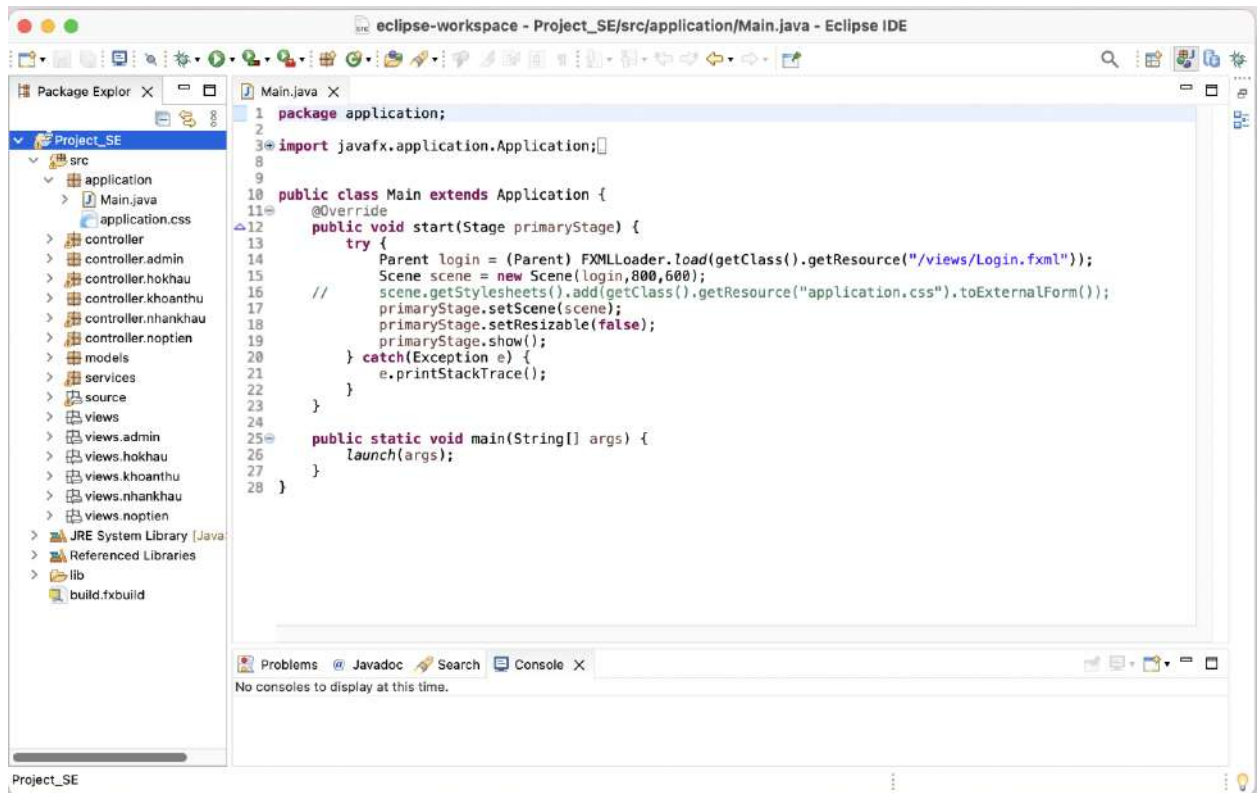 eclipse-workspace - Project_SE/src/application/Main.java - Eclipse IDE
Package Explor
Project_SE
src
application
Main.java
application.css
controller
controller.admin
controller.hokhau
controller.khoanthu
controller.nhankhau
controller.noptien
models
services
source
views
views.admin
views.hokhau
views.khoanthu
views.nhankhau
views.noptien
JRE System Library [Java
Referenced Libraries
lib
build.fxbuild
Main.java
1 package application;
2
3 import javafx.application.Application;
8
9
10 public class Main extends Application {
11 @Override
12 public void start(Stage primaryStage) {
13 try {
14 Parent login = (Parent) FXMLLoader.load(getClass().getResource("/views/Login.fxml"));
15 Scene scene = new Scene(login,800,600);
16 // scene.getStylesheets().add(getClass().getResource("application.css").toExternalForm());
17 primaryStage.setScene(scene);
18 primaryStage.setResizable(false);
19 primaryStage.show();
20 } catch(Exception e) {
21 e.printStackTrace();
22 }
23 }
24
25 public static void main(String[] args) {
26 launch(args);
27 }
28 }
Problems @ Javadoc Search Console
No consoles to display at this time.
Project_SE